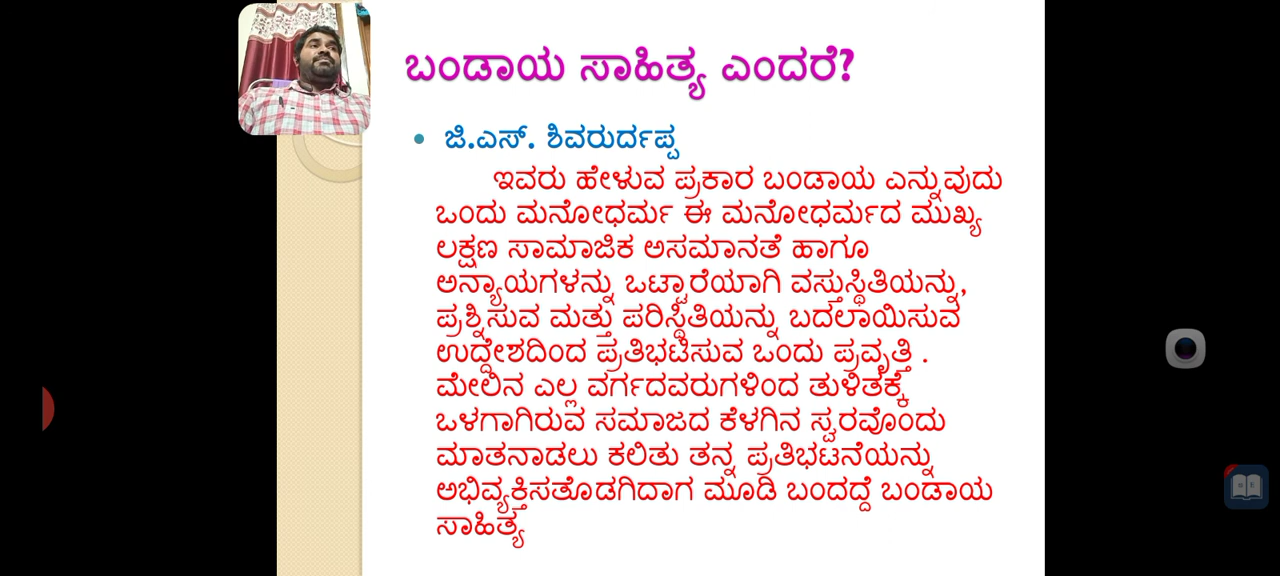 ಬಂಡಾಯ ಸಾಹಿತ್ಯ ಎಂದರೆ?
• ಜಿ.ಎಸ್. ಶಿವರುರ್ದಪ್ಪ
ಇವರು ಹೇಳುವ ಪ್ರಕಾರ ಬಂಡಾಯ ಎನ್ನುವುದು
ಒಂದು ಮನೋಧರ್ಮ ಈ ಮನೋಧರ್ಮದ ಮುಖ್ಯ
ಲಕ್ಷಣ ಸಾಮಾಜಿಕ ಅಸಮಾನತೆ ಹಾಗೂ
ಅನ್ಯಾಯಗಳನ್ನು ಒಟ್ಟಾರೆಯಾಗಿ ವಸ್ತುಸ್ಥಿತಿಯನ್ನು,
ಪ್ರಶ್ನಿಸುವ ಮತ್ತು ಪರಿಸ್ಥಿತಿಯನ್ನು ಬದಲಾಯಿಸುವ
ಉದ್ದೇಶದಿಂದ ಪ್ರತಿಭಟಿಸುವ ಒಂದು ಪ್ರವೃತ್ತಿ .
ಮೇಲಿನ ಎಲ್ಲ ವರ್ಗದವರುಗಳಿಂದ ತುಳಿತಕ್ಕೆ
ಒಳಗಾಗಿರುವ ಸಮಾಜದ ಕೆಳಗಿನ ಸ್ವರವೊಂದು
ಮಾತನಾಡಲು ಕಲಿತು ತನ್ನ ಪ್ರತಿಭಟನೆಯನ್ನು
ಅಭಿವ್ಯಕ್ತಿಸತೊಡಗಿದಾಗ ಮೂಡಿ ಬಂದದ್ದೆ ಬಂಡಾಯ
ಸಾಹಿತ್ಯ